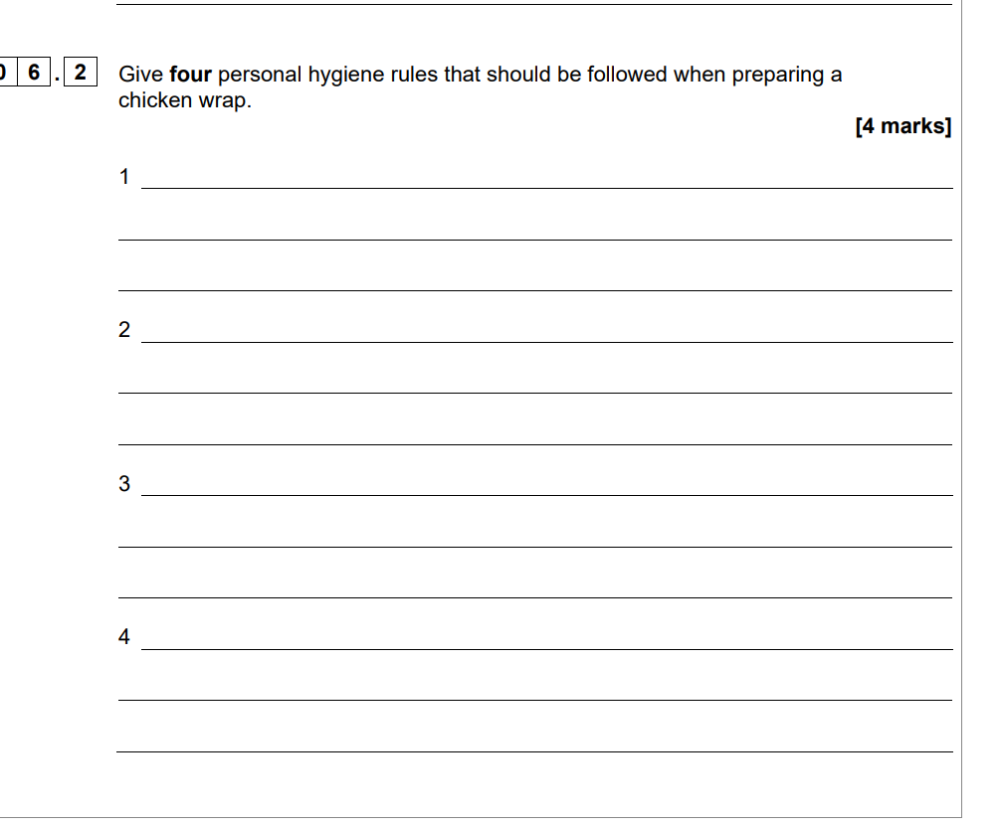 0 6 . 2 Give four personal hygiene rules that should be followed when preparing a
chicken wrap.
[4 marks]
1
2
3
4